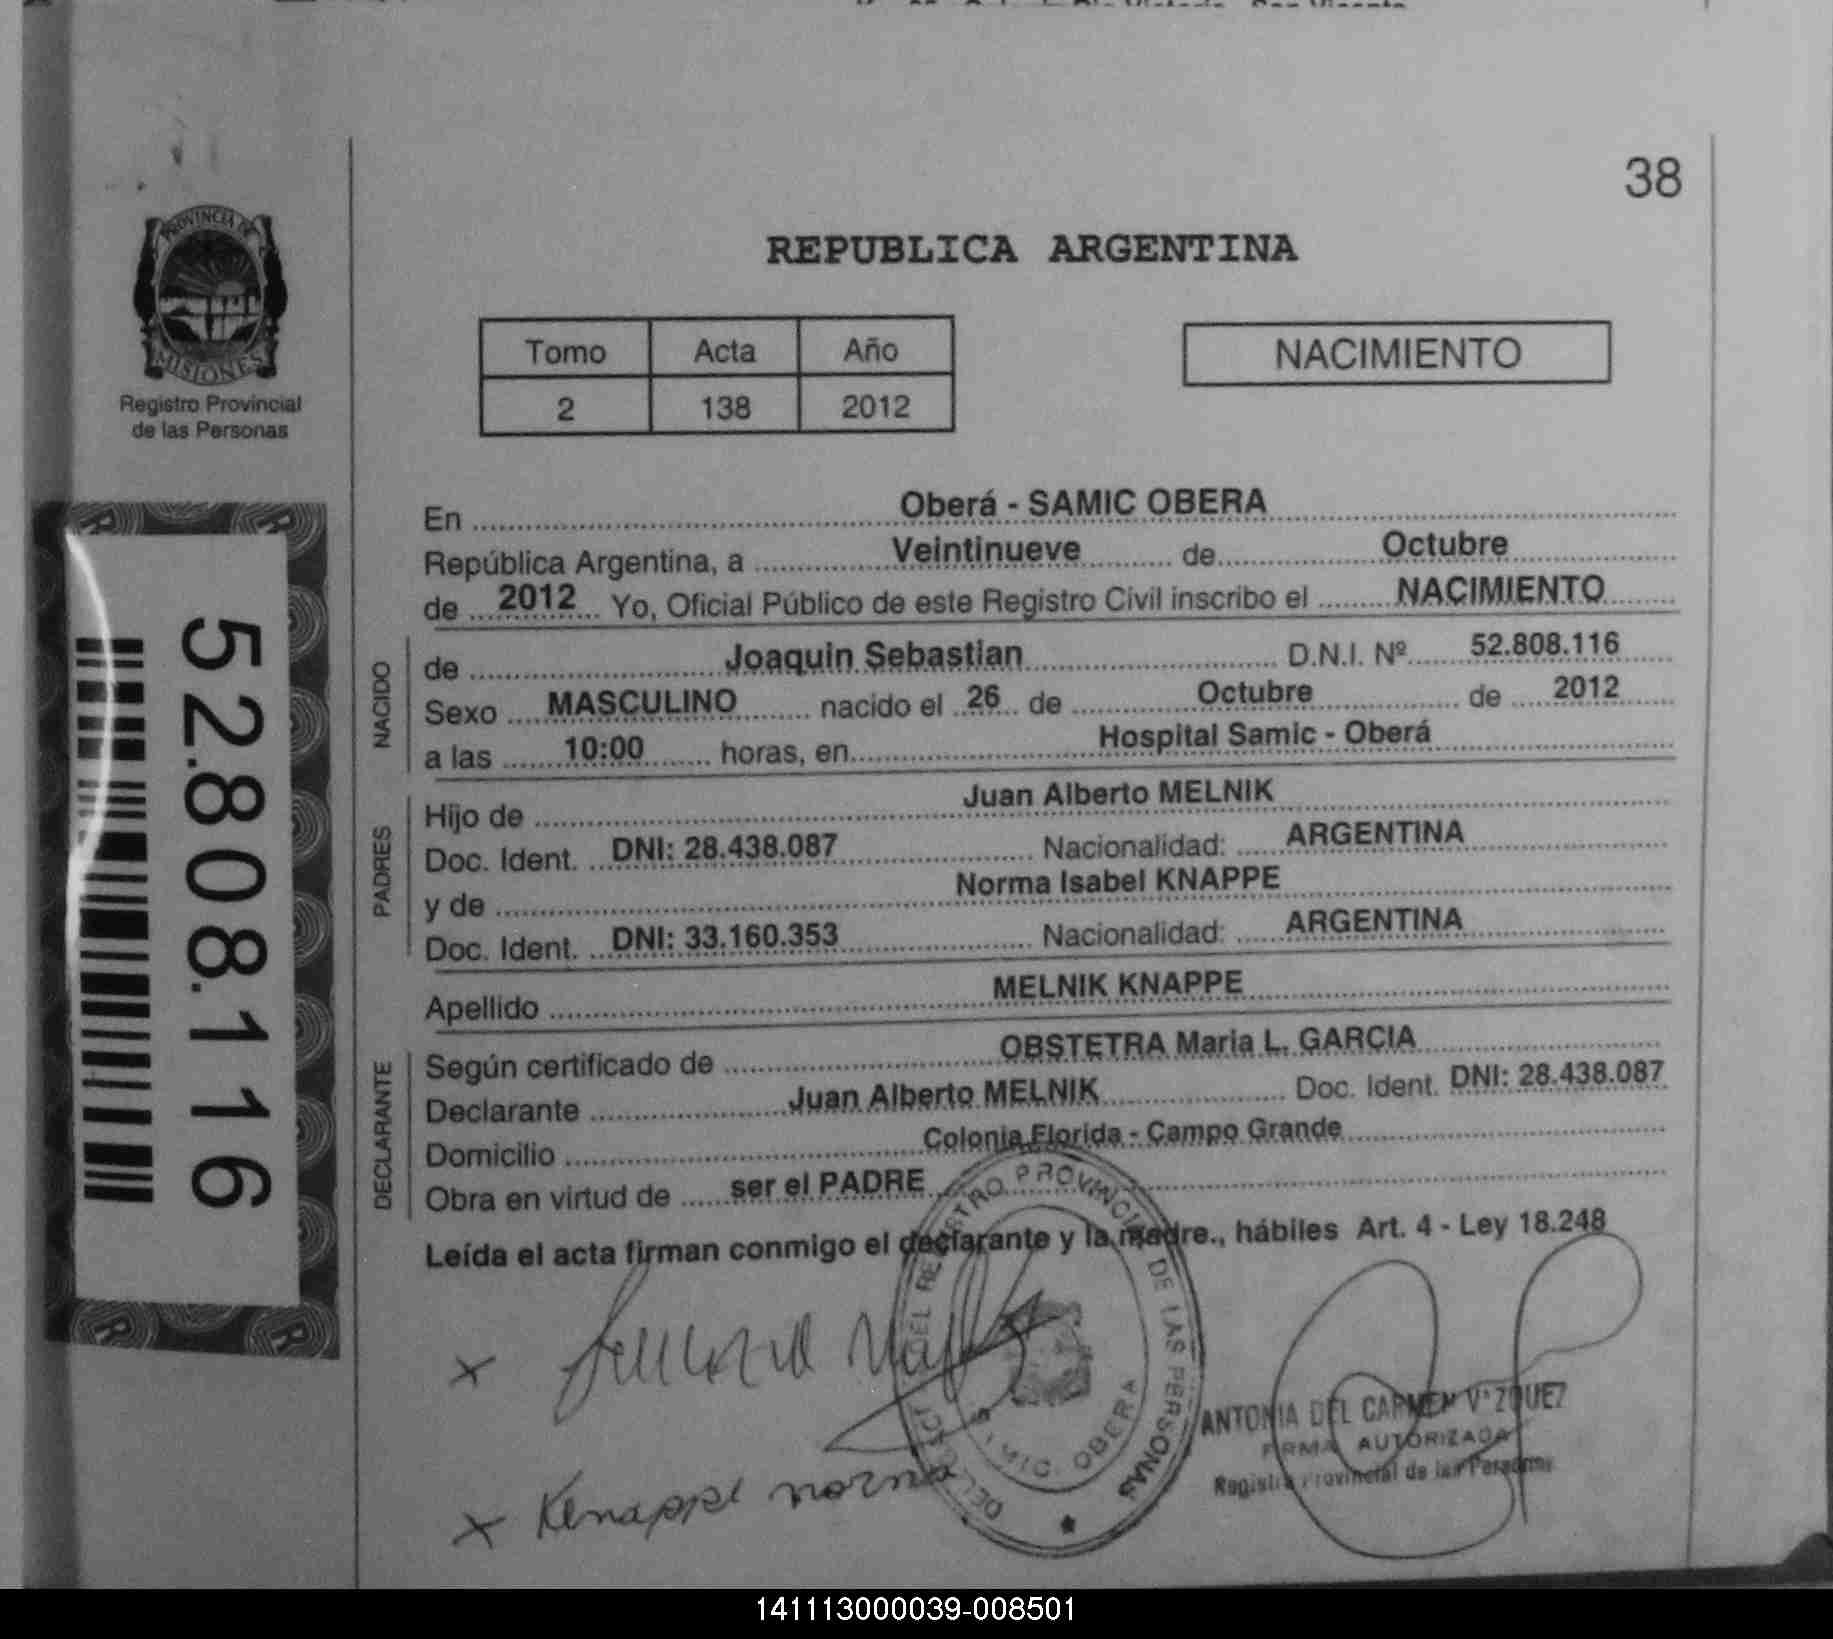 38
PROVINCIA DE
MISIONES
Registro Provincial
de las Personas
REPUBLICA ARGENTINA
Tomo Acta Año
2 138 2012
NACIMIENTO
52.808.116
En Oberá - SAMIC OBERA
República Argentina, a Veintinueve de Octubre
de 2012 Yo, Oficial Público de este Registro Civil inscribo el NACIMIENTO
NACIDO
de Joaquin Sebastian D.N.I. Nº 52.808.116
Sexo MASCULINO nacido el 26 de Octubre de 2012
a las 10:00 horas, en Hospital Samic - Oberá
PADRES
Hijo de Juan Alberto MELNIK
Doc. Ident. DNI: 28.438.087 Nacionalidad: ARGENTINA
y de Norma Isabel KNAPPE
Doc. Ident. DNI: 33.160.353 Nacionalidad: ARGENTINA
Apellido MELNIK KNAPPE
DECLARANTE
Según certificado de OBSTETRA Maria L. GARCIA
Declarante Juan Alberto MELNIK Doc. Ident. DNI: 28.438.087
Domicilio Colonia Florida - Campo Grande
Obra en virtud de ser el PADRE
Leída el acta firman conmigo el declarante y la madre., hábiles Art. 4 - Ley 18.248
DEL REGISTRO PROVINCIAL DE LAS PERSONAS
OBERA
x
x Kenappe norma
ANTONIA DEL CARMEN VAZQUEZ
FIRMA AUTORIZADA
Registro Provincial de las Personas
141113000039-008501